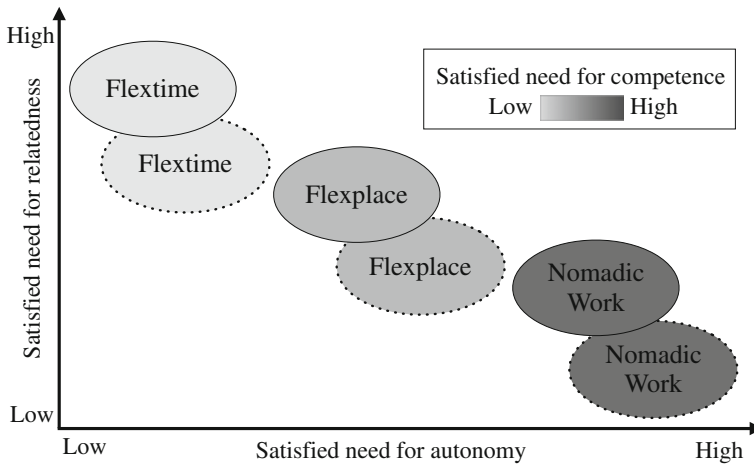 High
Satisfied need for relatedness
Low
Low
Satisfied need for autonomy
High
Satisfied need for competence
Low
High
Flextime
Flextime
Flexplace
Flexplace
Nomadic
Work
Nomadic
Work